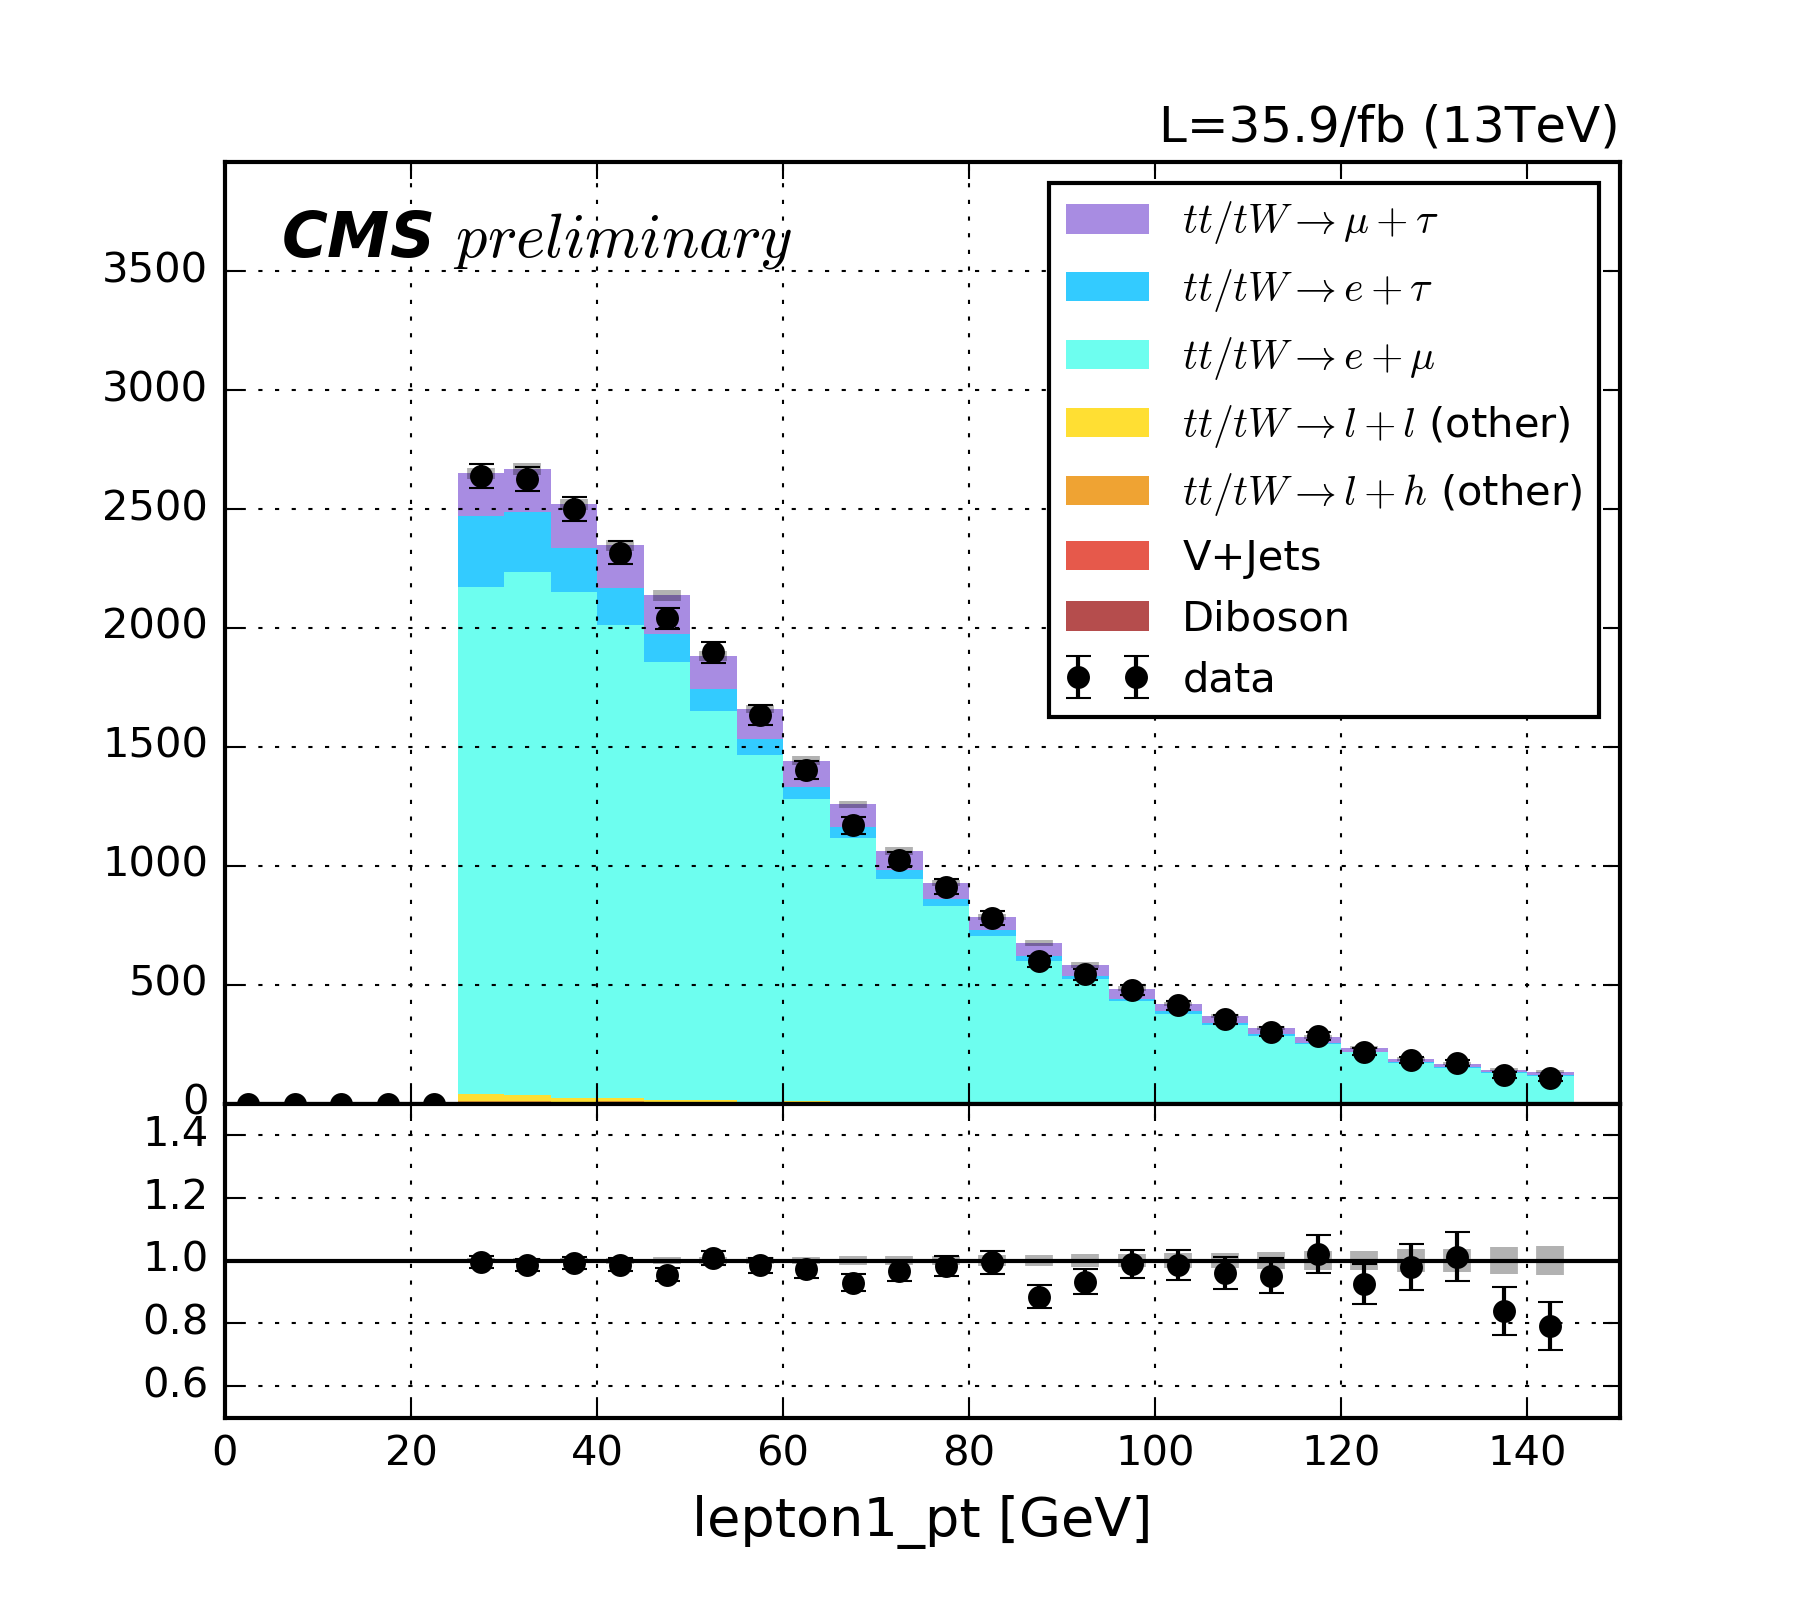 L=35.9/fb (13TeV)
CMS preliminary
tt/tW → μ + τ
tt/tW → e + τ
tt/tW → e + μ
tt/tW → l + l (other)
tt/tW → l + h (other)
V+Jets
Diboson
data
3500
3000
2500
2000
1500
1000
500
0
1.4
1.2
1.0
0.8
0.6
0 20 40 60 80 100 120 140
lepton1_pt [GeV]